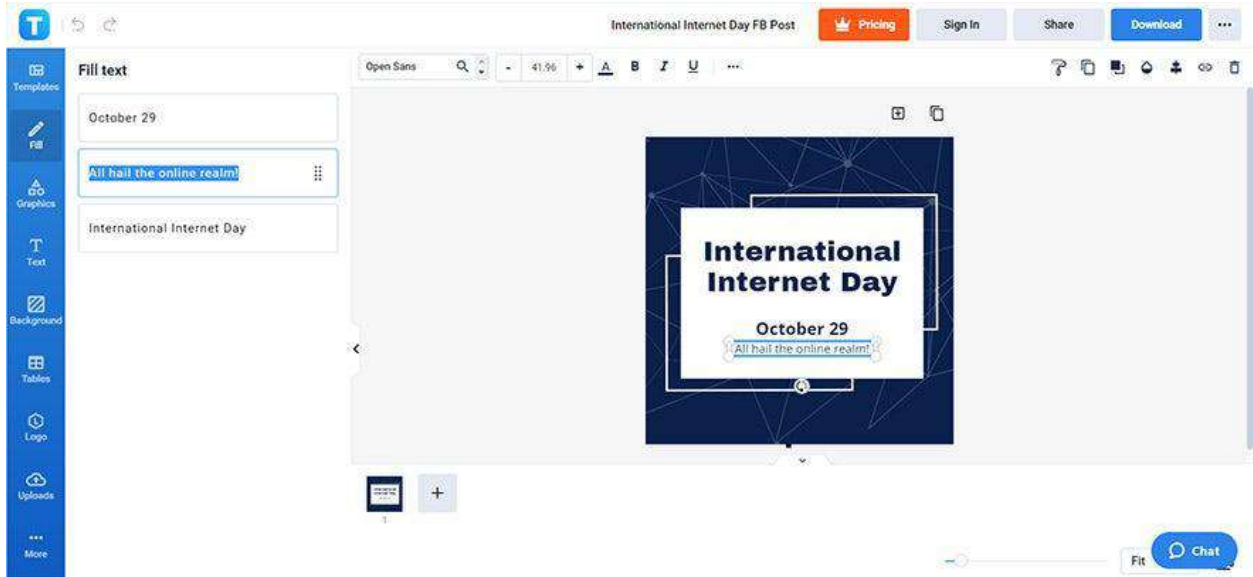 T
International Internet Day FB Post
Pricing
Sign In
Share
Download
Templates
Fill
Graphics
Text
Background
Tables
Logo
Uploads
More
Fill text
October 29
All hail the online realm!
International Internet Day
Open Sans
- 41.96 + A B I U
International
Internet Day
October 29
All hail the online realm!
1
Fit
Chat